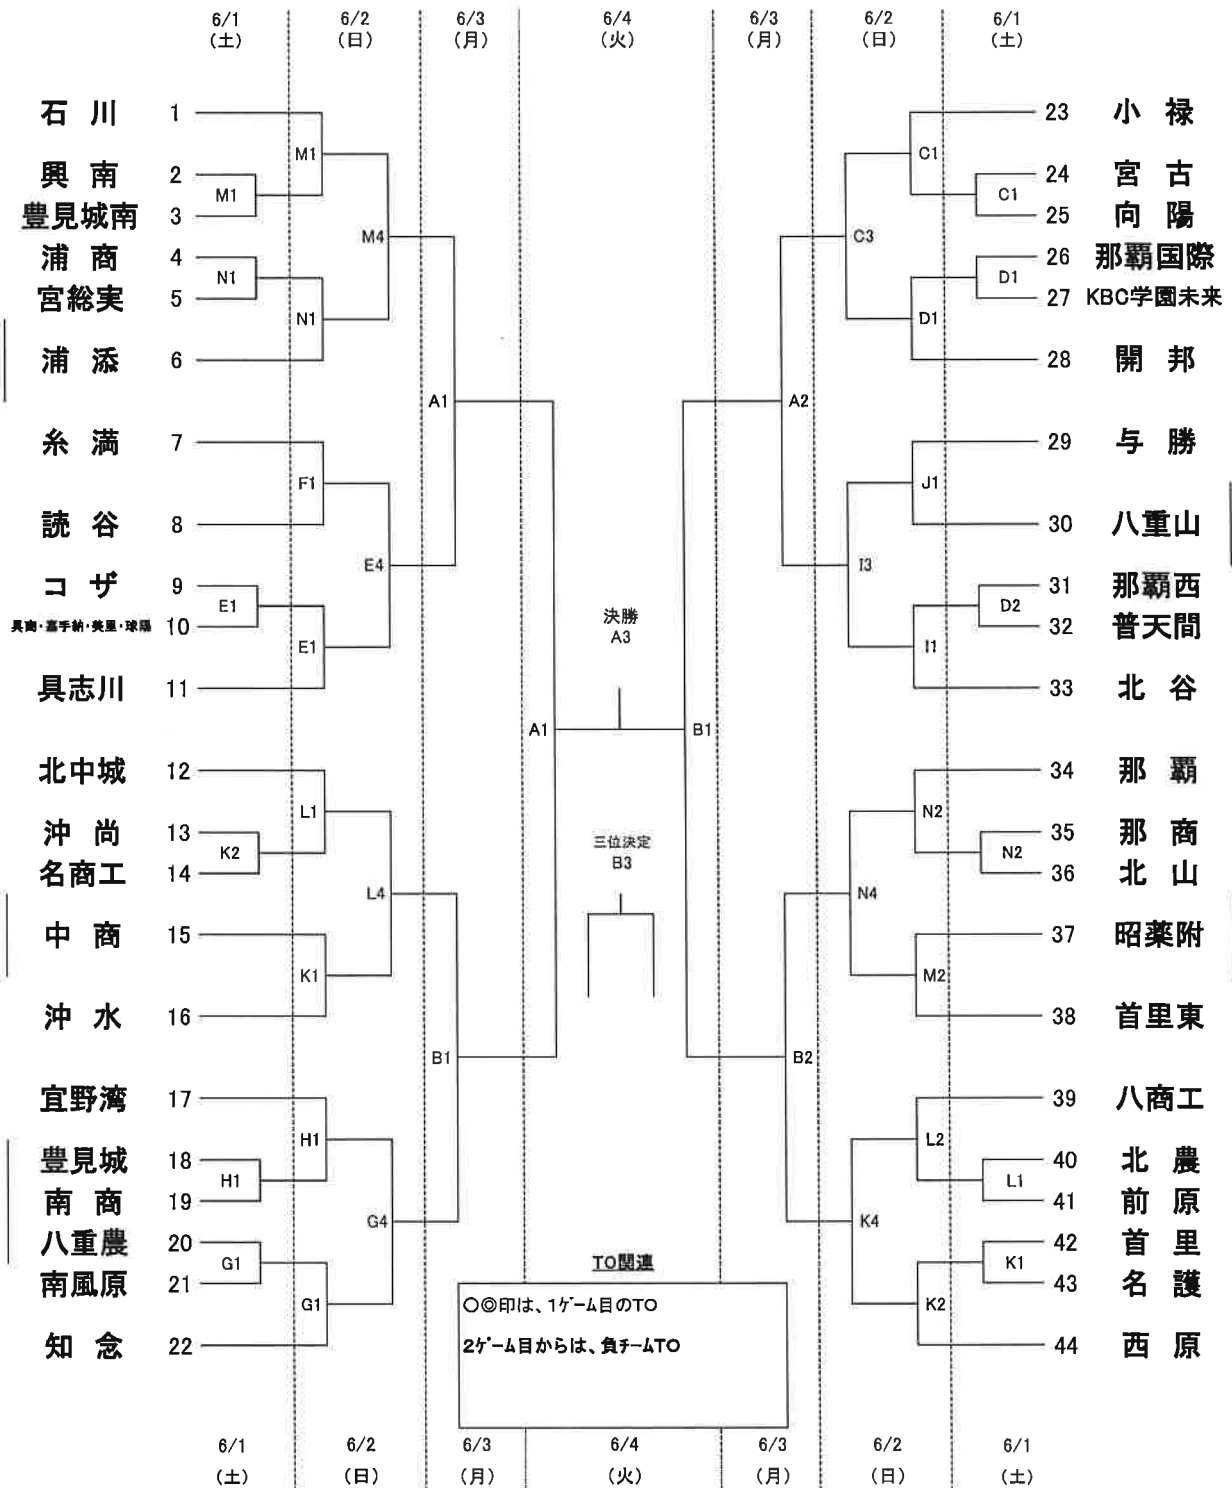 6/1 6/2 6/3 6/4 6/3 6/2 6/1
(土) (日) (月) (火) (月) (日) (土)
石川 1
興南 2
豊見城南 3
浦商 4
宮総実 5
浦添 6
糸満 7
読谷 8
コザ 9
具商・嘉手納・美里・球陽 10
具志川 11
北中城 12
沖尚 13
名商工 14
中商 15
沖水 16
宜野湾 17
豊見城 18
南商 19
八重農 20
南風原 21
知念 22
M1
N1
E1
K2
H1
G1
M1
N1
F1
E1
L1
K1
H1
G1
M4
E4
L4
G4
A1
B1
A1
決勝
A3
三位決定
B3
B1
A2
B2
C3
I3
N4
K4
C1
D1
J1
I1
N2
M2
L2
K2
C1
D1
D2
N2
L1
K1
23 小禄
24 宮古
25 向陽
26 那覇国際
27 KBC学園未来
28 開邦
29 与勝
30 八重山
31 那覇西
32 普天間
33 北谷
34 那覇
35 那商
36 北山
37 昭薬附
38 首里東
39 八商工
40 北農
41 前原
42 首里
43 名護
44 西原
TO関連
○◎印は、1ゲーム目のTO
2ゲーム目からは、負チームTO
6/1 6/2 6/3 6/4 6/3 6/2 6/1
(土) (日) (月) (火) (月) (日) (土)